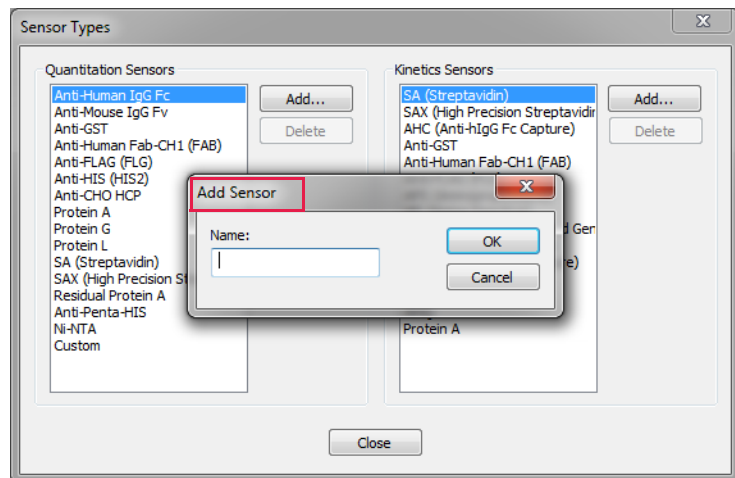 Sensor Types
Quantitation Sensors
Anti-Human IgG Fc
Anti-Mouse IgG Fv
Anti-GST
Anti-Human Fab-CH1 (FAB)
Anti-FLAG (FLG)
Anti-HIS (HIS2)
Anti-CHO HCP
Protein A
Protein G
Protein L
SA (Streptavidin)
SAX (High Precision St
Residual Protein A
Anti-Penta-HIS
Ni-NTA
Custom
Add...
Delete
Kinetics Sensors
SA (Streptavidin)
SAX (High Precision Streptavidin
AHC (Anti-hIgG Fc Capture)
Anti-GST
Anti-Human Fab-CH1 (FAB)
d Gen
re)
Protein A
Add...
Delete
Add Sensor
Name:
OK
Cancel
Close